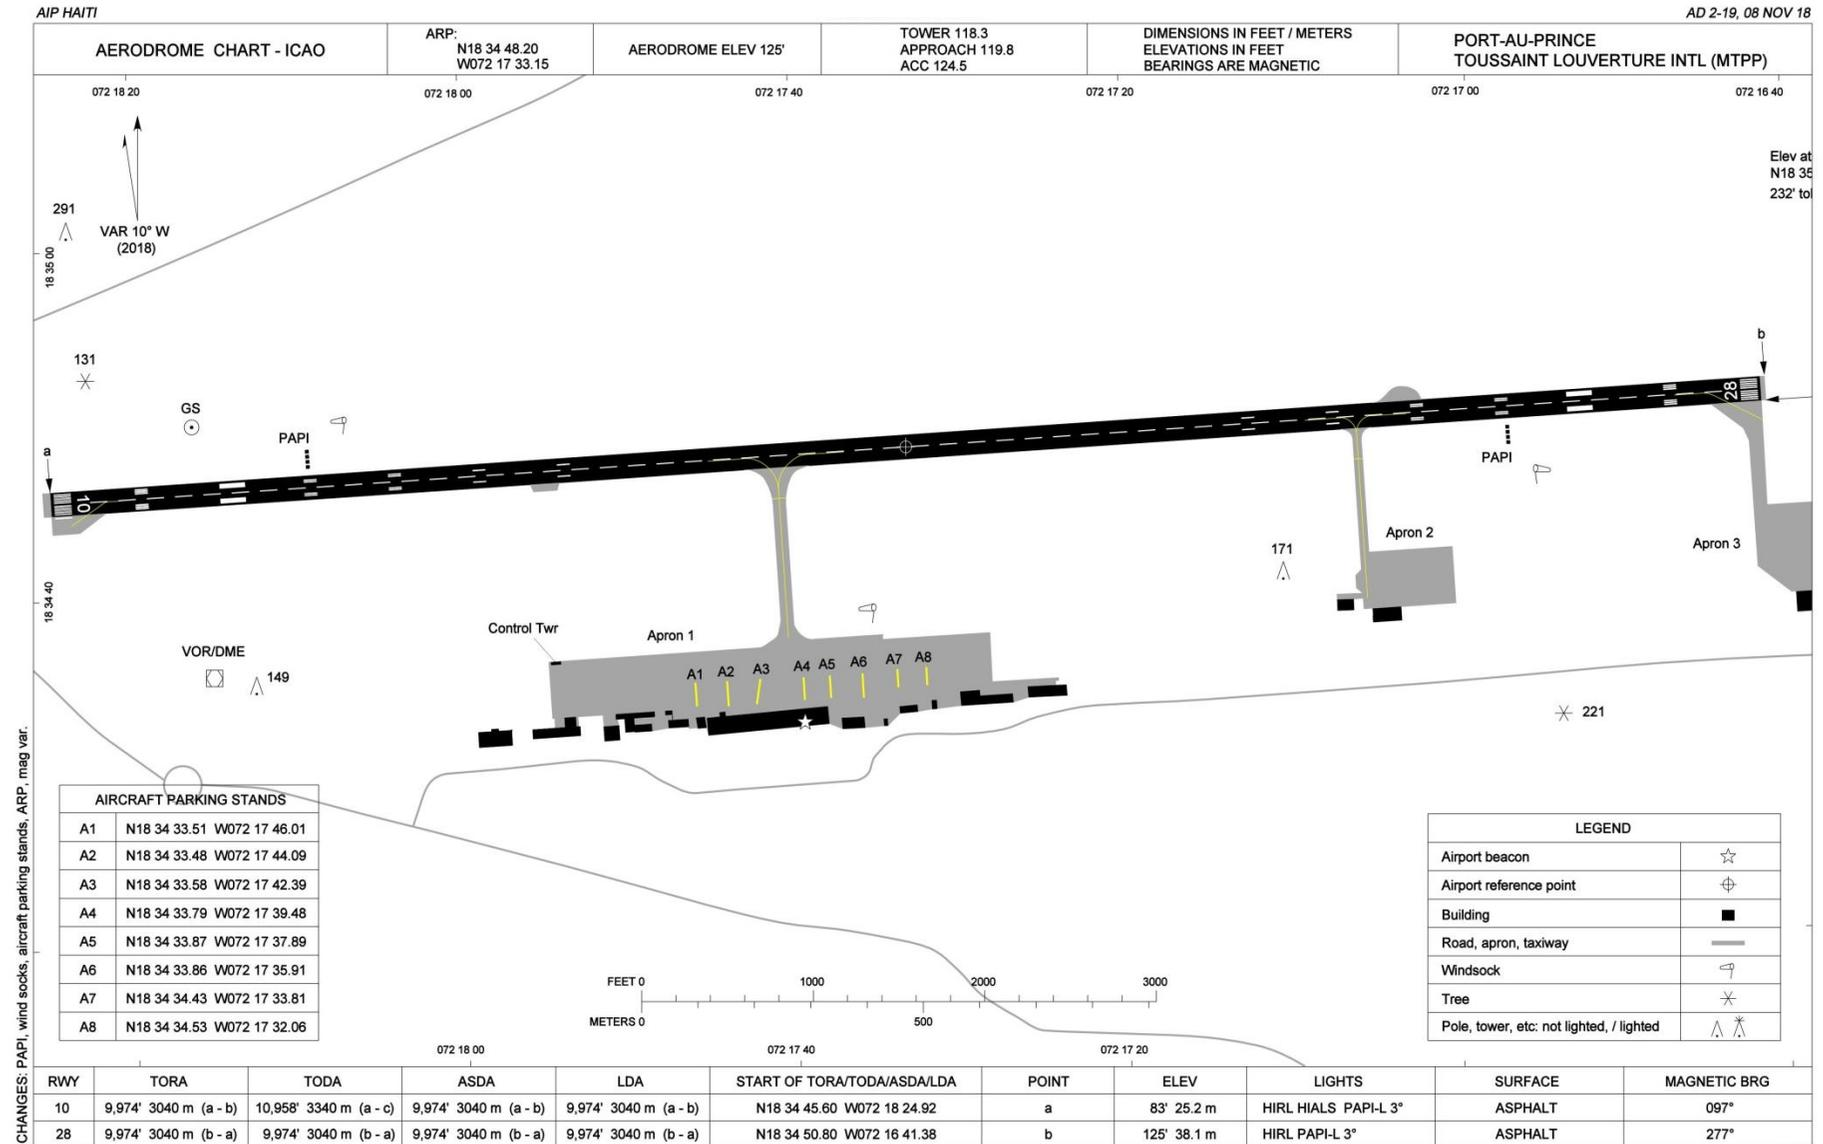 AIP HAITI
AD 2-19, 08 NOV 18
AERODROME CHART - ICAO
ARP:
N18 34 48.20
W072 17 33.15
AERODROME ELEV 125'
TOWER 118.3
APPROACH 119.8
ACC 124.5
DIMENSIONS IN FEET / METERS
ELEVATIONS IN FEET
BEARINGS ARE MAGNETIC
PORT-AU-PRINCE
TOUSSAINT LOUVERTURE INTL (MTPP)
072 18 20
072 18 00
072 17 40
072 17 20
072 17 00
072 16 40
Elev at
N18 35
232' tol
291
VAR 10° W
(2018)
18 35 00
131
GS
PAPI
a
10
b
28
PAPI
171
Apron 2
Apron 3
18 34 40
Control Twr
Apron 1
VOR/DME
149
A1 A2 A3 A4 A5 A6 A7 A8
221
AIRCRAFT PARKING STANDS
A1 N18 34 33.51 W072 17 46.01
A2 N18 34 33.48 W072 17 44.09
A3 N18 34 33.58 W072 17 42.39
A4 N18 34 33.79 W072 17 39.48
A5 N18 34 33.87 W072 17 37.89
A6 N18 34 33.86 W072 17 35.91
A7 N18 34 34.43 W072 17 33.81
A8 N18 34 34.53 W072 17 32.06
LEGEND
Airport beacon
Airport reference point
Building
Road, apron, taxiway
Windsock
Tree
Pole, tower, etc: not lighted, / lighted
FEET 0 1000 2000 3000
METERS 0 500
072 18 00
072 17 40
072 17 20
CHANGES: PAPI, wind socks, aircraft parking stands, ARP, mag var.
RWY TORA TODA ASDA LDA START OF TORA/TODA/ASDA/LDA POINT ELEV LIGHTS SURFACE MAGNETIC BRG
10 9,974' 3040 m (a - b) 10,958' 3340 m (a - c) 9,974' 3040 m (a - b) 9,974' 3040 m (a - b) N18 34 45.60 W072 18 24.92 a 83' 25.2 m HIRL HIALS PAPI-L 3° ASPHALT 097°
28 9,974' 3040 m (b - a) 9,974' 3040 m (b - a) 9,974' 3040 m (b - a) 9,974' 3040 m (b - a) N18 34 50.80 W072 16 41.38 b 125' 38.1 m HIRL PAPI-L 3° ASPHALT 277°